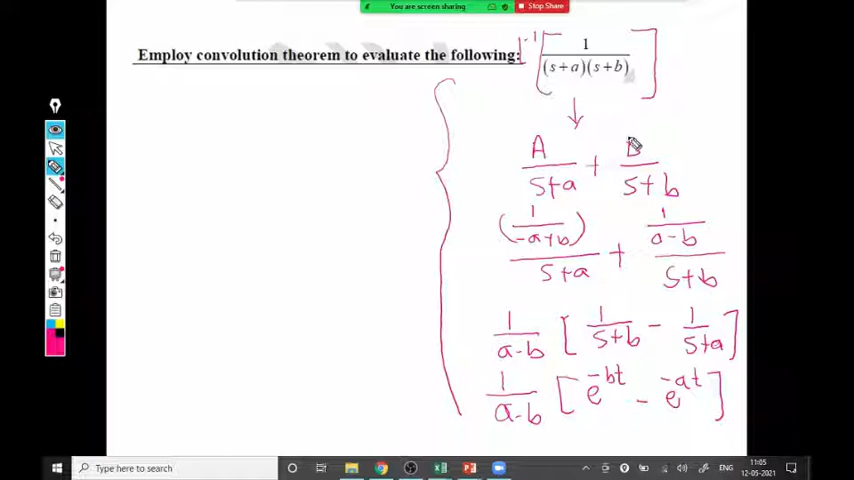 You are screen sharing Stop Share
Employ convolution theorem to evaluate the following: L^-1 [ 1 / (s+a)(s+b) ]
A / S+a + B / S+b
(1 / -a+b) / S+a + (1 / a-b) / S+b
1 / a-b [ 1 / S+b - 1 / S+a ]
1 / a-b [ e^-bt - e^-at ]
Type here to search
ENG
11:05
12-05-2021